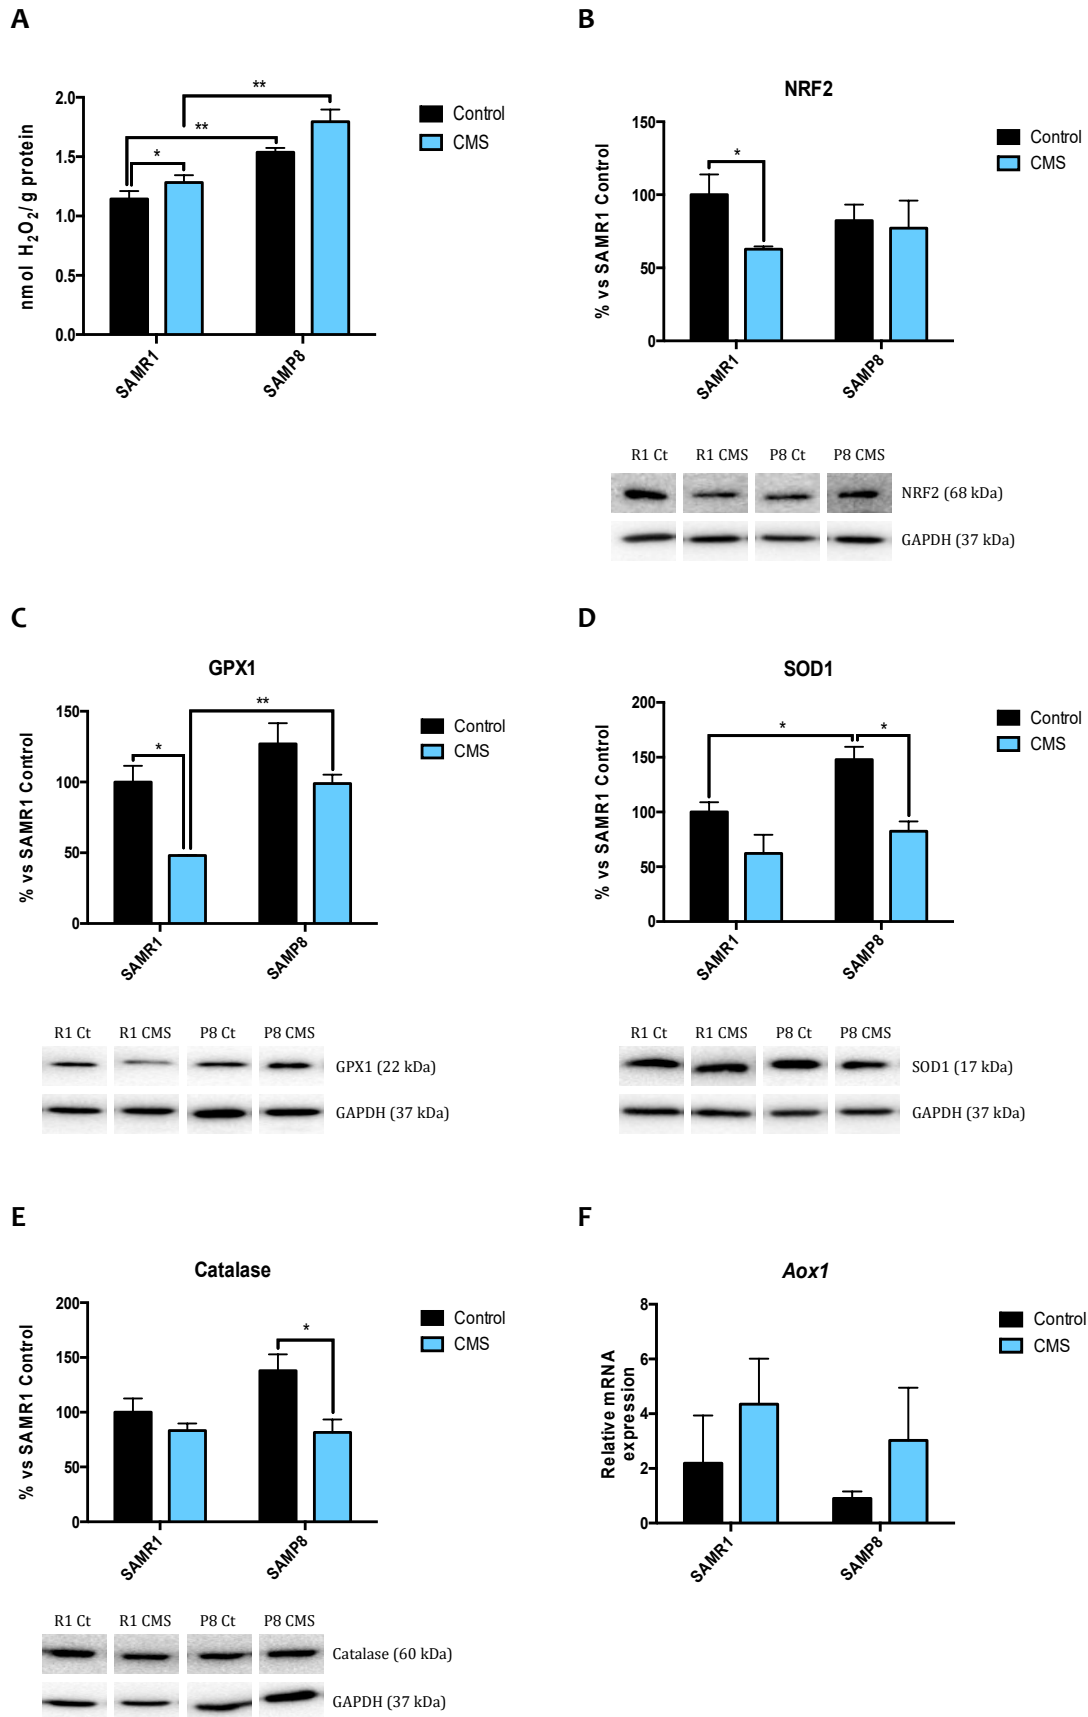 A
nmol H₂O₂/ g protein
2.0
1.5
1.0
0.5
0.0
**
**
*
SAMR1
SAMP8
Control
CMS
B
NRF2
% vs SAMR1 Control
150
100
50
0
*
SAMR1
SAMP8
Control
CMS
R1 Ct R1 CMS P8 Ct P8 CMS
NRF2 (68 kDa)
GAPDH (37 kDa)
C
GPX1
% vs SAMR1 Control
150
100
50
0
**
*
SAMR1
SAMP8
Control
CMS
R1 Ct R1 CMS P8 Ct P8 CMS
GPX1 (22 kDa)
GAPDH (37 kDa)
D
SOD1
% vs SAMR1 Control
200
150
100
50
0
* *
SAMR1
SAMP8
Control
CMS
R1 Ct R1 CMS P8 Ct P8 CMS
SOD1 (17 kDa)
GAPDH (37 kDa)
E
Catalase
% vs SAMR1 Control
200
150
100
50
0
*
SAMR1
SAMP8
Control
CMS
R1 Ct R1 CMS P8 Ct P8 CMS
Catalase (60 kDa)
GAPDH (37 kDa)
F
Aox1
Relative mRNA
expression
8
6
4
2
0
SAMR1
SAMP8
Control
CMS